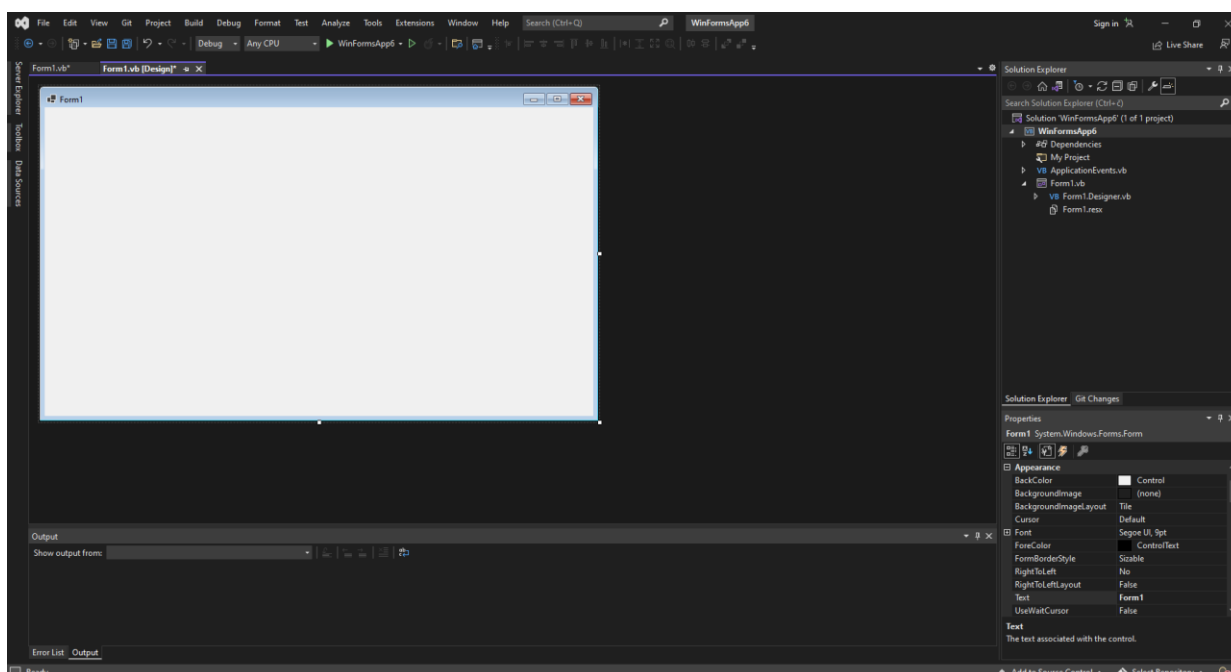 File Edit View Git Project Build Debug Format Test Analyze Tools Extensions Window Help Search (Ctrl+Q) WinFormsApp6 Sign in
Debug Any CPU WinFormsApp6 Live Share
Server Explorer
Toolbox
Data Sources
Form1.vb* Form1.vb [Design]*
Form1
Solution Explorer
Search Solution Explorer (Ctrl+č)
Solution 'WinFormsApp6' (1 of 1 project)
WinFormsApp6
Dependencies
My Project
VB ApplicationEvents.vb
Form1.vb
VB Form1.Designer.vb
Form1.resx
Solution Explorer Git Changes
Properties
Form1 System.Windows.Forms.Form
Appearance
BackColor Control
BackgroundImage (none)
BackgroundImageLayout Tile
Cursor Default
Font Segoe UI, 9pt
ForeColor ControlText
FormBorderStyle Sizable
RightToLeft No
RightToLeftLayout False
Text Form1
UseWaitCursor False
Text
The text associated with the control.
Output
Show output from:
Error List Output
Ready Add to Source Control Select Repository